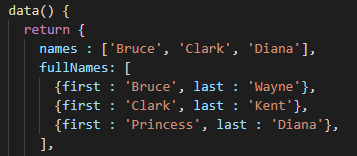 data() {
return {
names : ['Bruce', 'Clark', 'Diana'],
fullNames: [
{first : 'Bruce', last : 'Wayne'},
{first : 'Clark', last : 'Kent'},
{first : 'Princess', last : 'Diana'},
],